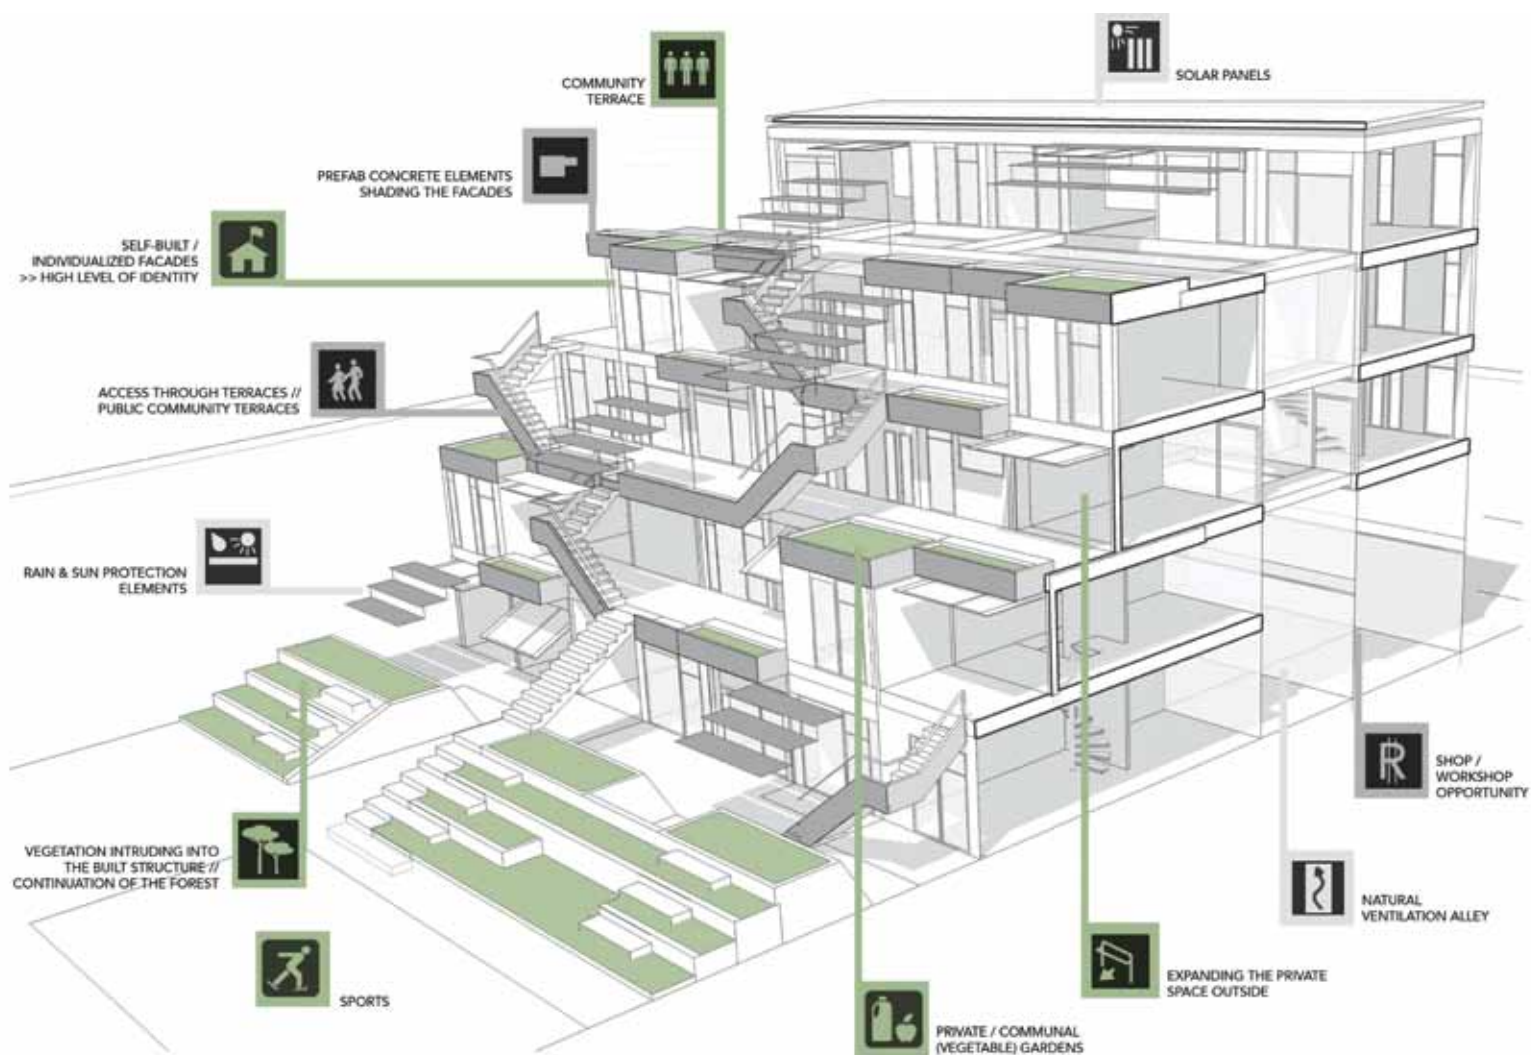 SOLAR PANELS
COMMUNITY
TERRACE
PREFAB CONCRETE ELEMENTS
SHADING THE FACADES
SELF-BUILT /
INDIVIDUALIZED FACADES
>> HIGH LEVEL OF IDENTITY
ACCESS THROUGH TERRACES //
PUBLIC COMMUNITY TERRACES
RAIN & SUN PROTECTION
ELEMENTS
VEGETATION INTRUDING INTO
THE BUILT STRUCTURE //
CONTINUATION OF THE FOREST
SPORTS
PRIVATE / COMMUNAL
(VEGETABLE) GARDENS
EXPANDING THE PRIVATE
SPACE OUTSIDE
NATURAL
VENTILATION ALLEY
R
SHOP /
WORKSHOP
OPPORTUNITY